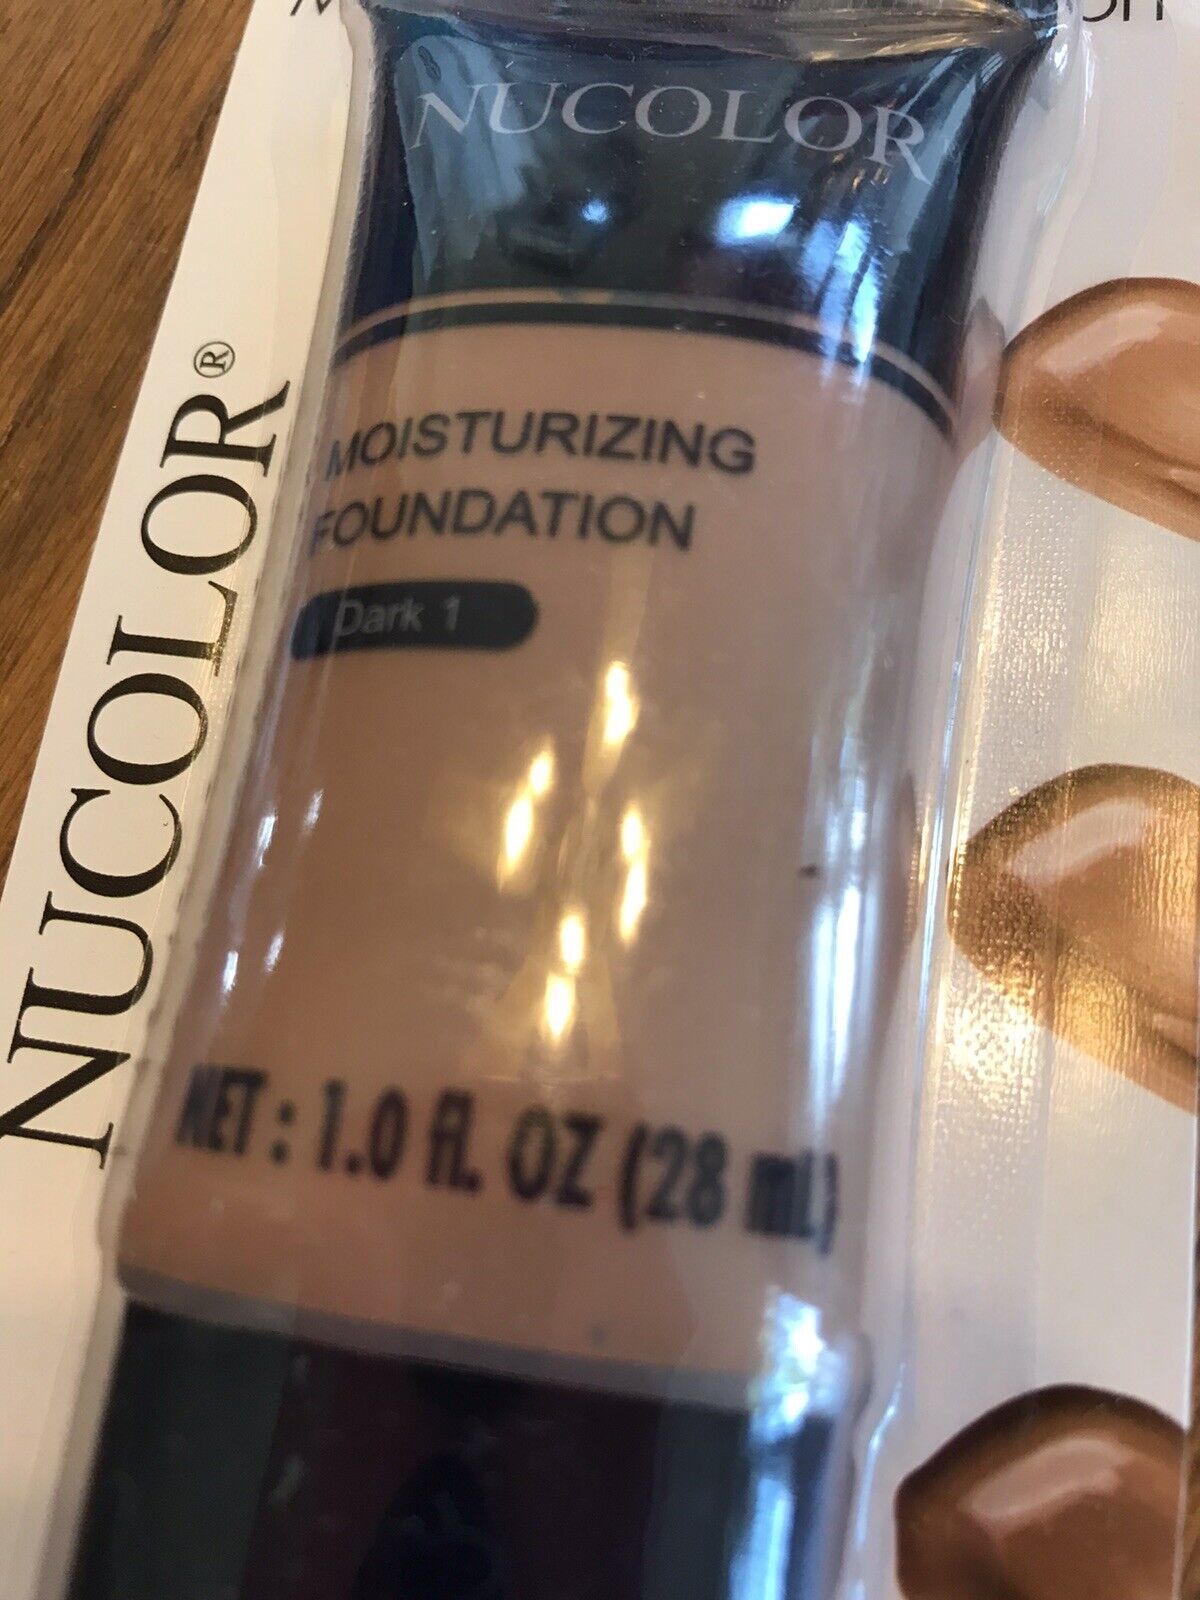 NUCOLOR
MOISTURIZING
FOUNDATION
Dark 1
NET : 1.0 fl. OZ (28 mL)
NUCOLOR®